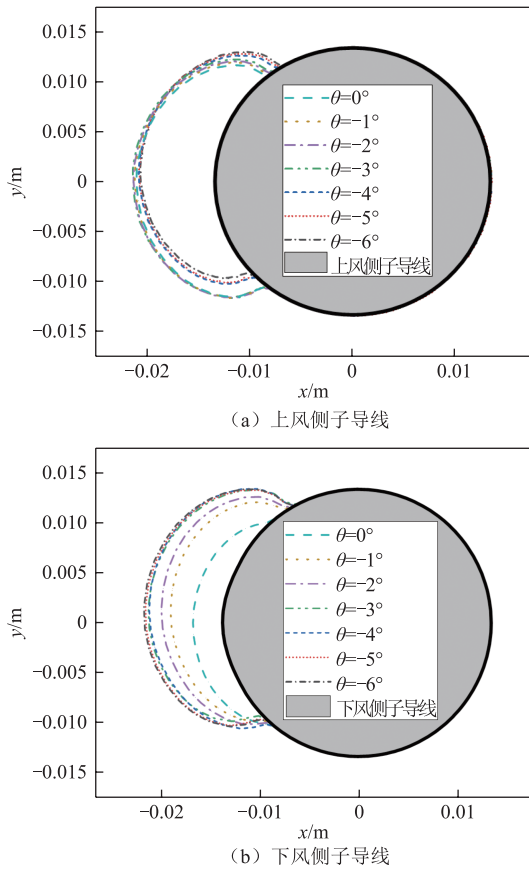 0.015
0.010
0.005
0
−0.005
−0.010
−0.015
y/m
θ=0°
θ=−1°
θ=−2°
θ=−3°
θ=−4°
θ=−5°
θ=−6°
上风侧子导线
−0.02
−0.01
0
0.01
x/m
（a）上风侧子导线
0.015
0.010
0.005
0
−0.005
−0.010
−0.015
y/m
θ=0°
θ=−1°
θ=−2°
θ=−3°
θ=−4°
θ=−5°
θ=−6°
下风侧子导线
−0.02
−0.01
0
0.01
x/m
（b）下风侧子导线